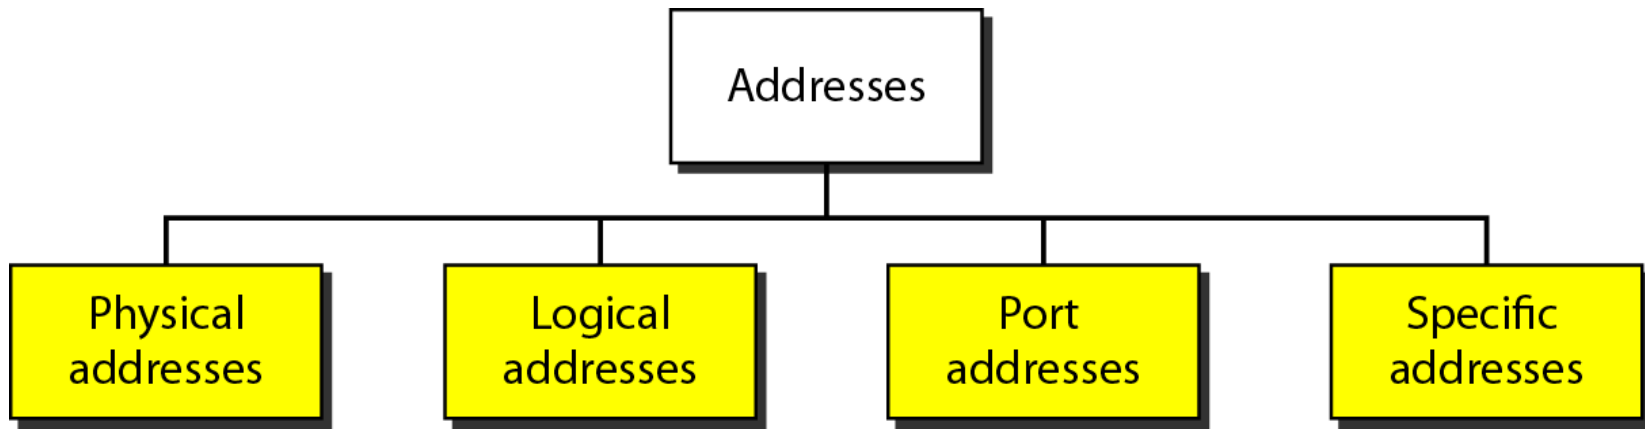 Addresses
Physical
addresses
Logical
addresses
Port
addresses
Specific
addresses